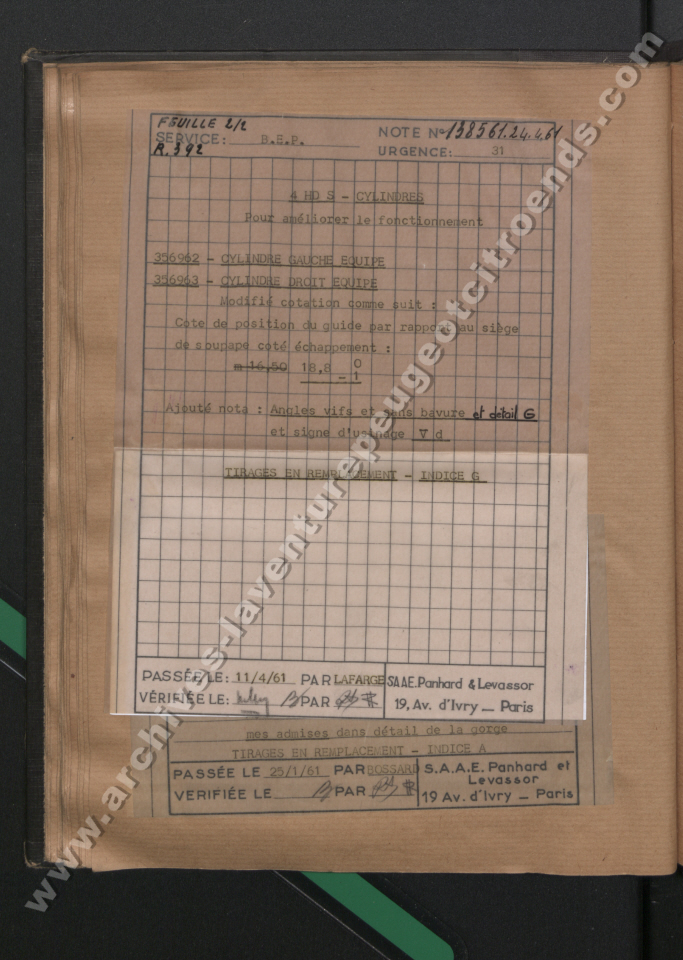 FEUILLE 2/2
SERVICE: B.E.P.
NOTE N° 138561.24.4.61
R.392
URGENCE: 31
4 HD S - CYLINDRES
Pour améliorer le fonctionnement
356962 - CYLINDRE GAUCHE EQUIPE
356963 - CYLINDRE DROIT EQUIPE
Modifié cotation comme suit :
Cote de position du guide par rapport au siège
de soupape coté échappement :
m 16,50 18,8 0
- 1
Ajouté nota : Angles vifs et sans bavure et détail G
et signe d'usinage ∇ d
TIRAGES EN REMPLACEMENT - INDICE G
PASSÉE LE: 11/4/61 PAR LAFARGE
VÉRIFIÉE LE: PAR
S.A.A.E. Panhard & Levassor
19, Av. d'Ivry _ Paris
mes admises dans détail de la gorge
TIRAGES EN REMPLACEMENT - INDICE A
PASSÉE LE 25/1/61 PAR BOSSARD
VERIFIÉE LE PAR
S.A.A.E. Panhard et
Levassor
19 Av. d'Ivry _ Paris
www.archives-laventurepeugeotcitroends.com